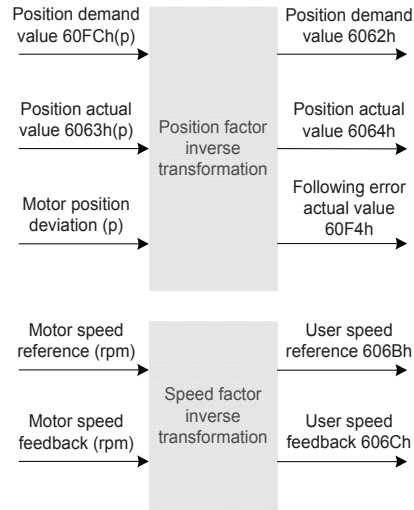 Position demand
value 60FCh(p)
Position demand
value 6062h
Position actual
value 6063h(p)
Position factor
inverse
transformation
Position actual
value 6064h
Motor position
deviation (p)
Following error
actual value
60F4h
Motor speed
reference (rpm)
User speed
reference 606Bh
Speed factor
inverse
transformation
Motor speed
feedback (rpm)
User speed
feedback 606Ch